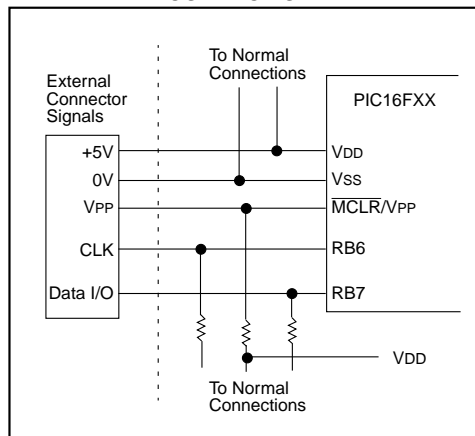 To Normal
Connections
External
Connector
Signals
PIC16FXX
+5V
VDD
0V
VSS
VPP
MCLR/VPP
CLK
RB6
Data I/O
RB7
VDD
To Normal
Connections